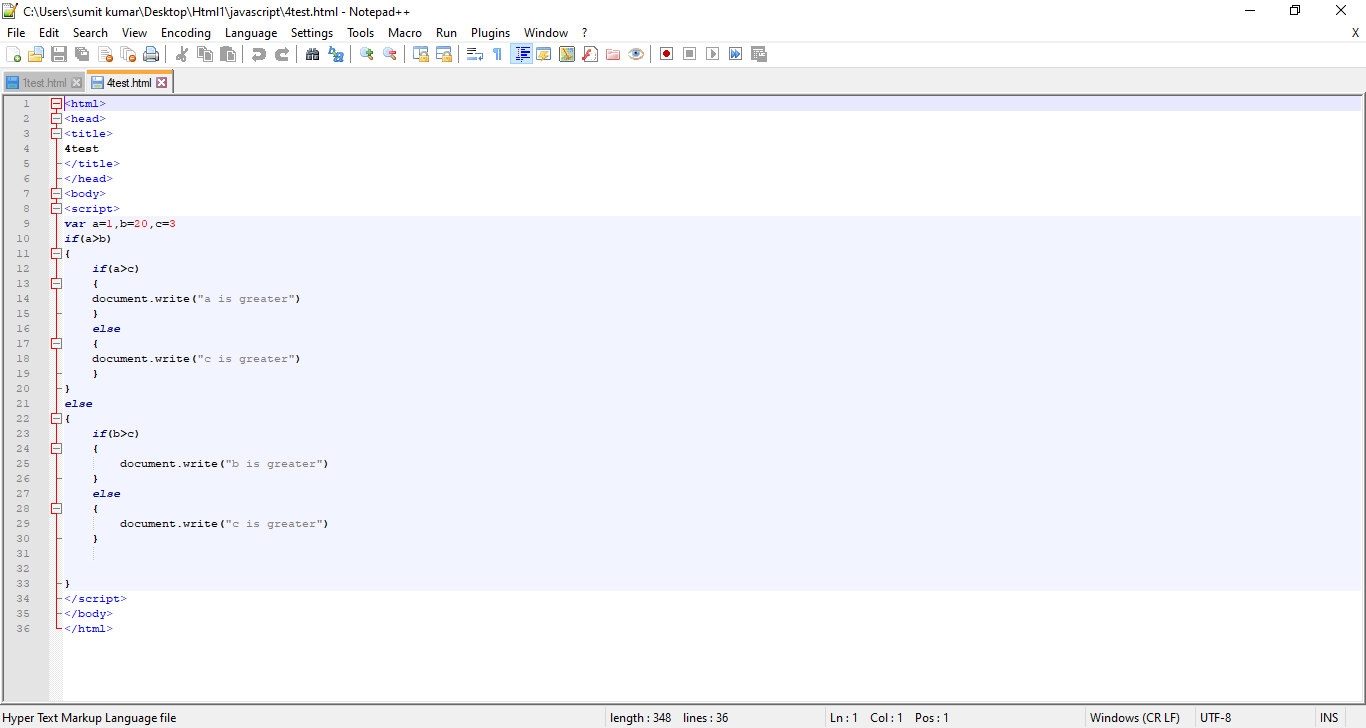 C:\Users\sumit kumar\Desktop\Html1\javascript\4test.html - Notepad++
File Edit Search View Encoding Language Settings Tools Macro Run Plugins Window ? X
1test.html 4test.html
1 <html>
2 <head>
3 <title>
4 4test
5 </title>
6 </head>
7 <body>
8 <script>
9 var a=1,b=20,c=3
10 if(a>b)
11 {
12 if(a>c)
13 {
14 document.write("a is greater")
15 }
16 else
17 {
18 document.write("c is greater")
19 }
20 }
21 else
22 {
23 if(b>c)
24 {
25 document.write("b is greater")
26 }
27 else
28 {
29 document.write("c is greater")
30 }
31
32
33 }
34 </script>
35 </body>
36 </html>
Hyper Text Markup Language file length : 348 lines : 36 Ln : 1 Col : 1 Pos : 1 Windows (CR LF) UTF-8 INS